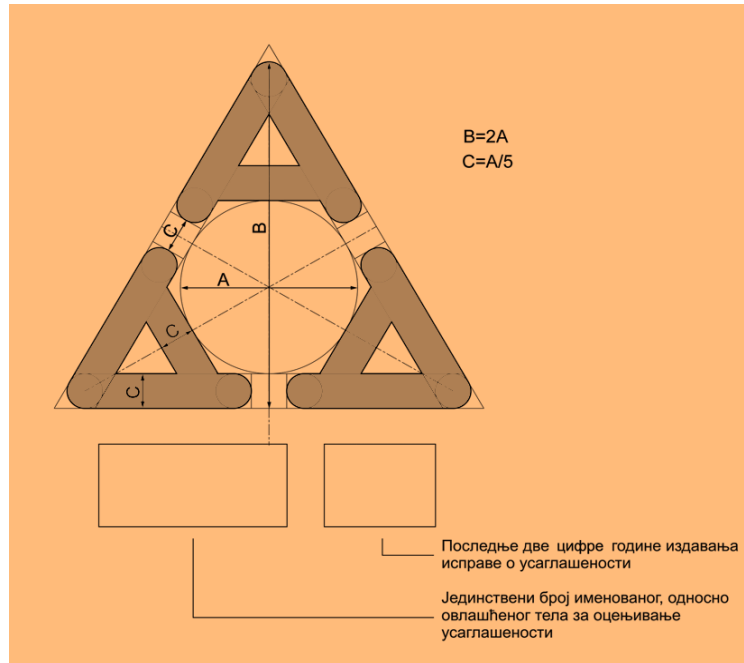 B=2A
C=A/5
C
B
A
C
C
Последње две цифре године издавања
исправе о усаглашености
Јединствени број именованог, односно
овлашћеног тела за оцењивање
усаглашености